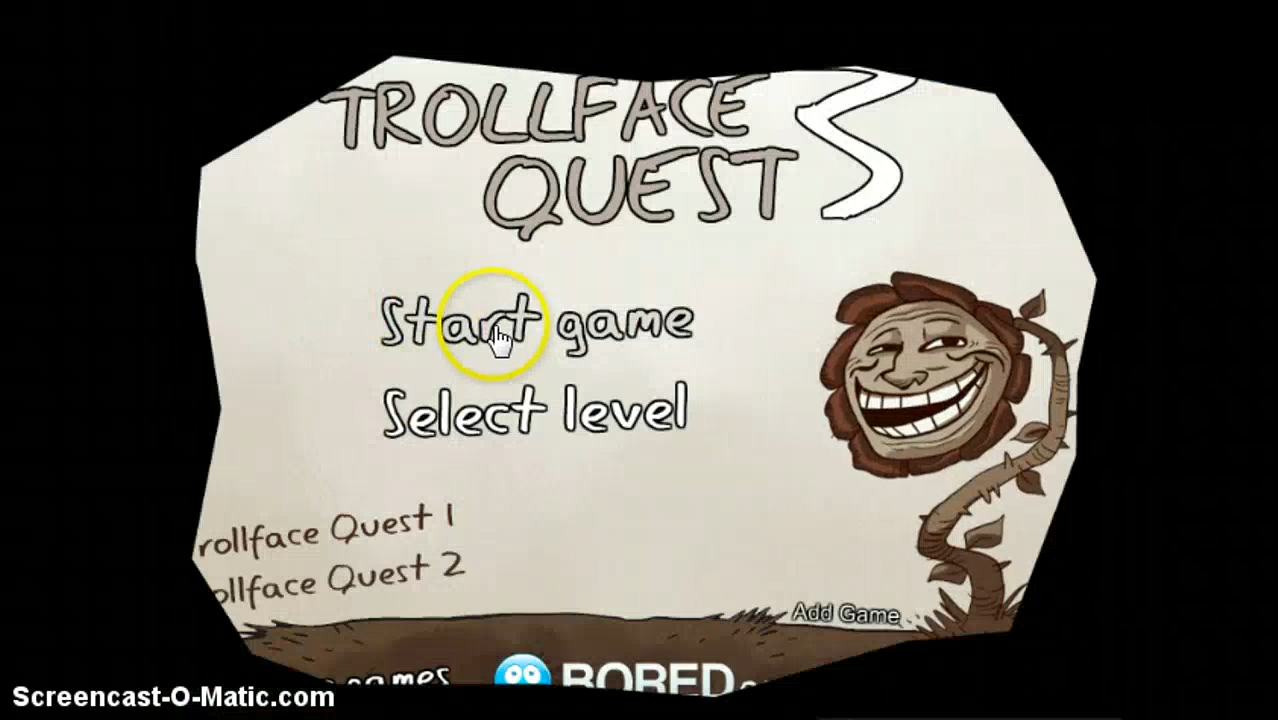 TROLLFACE 3
QUEST
Start game
Select level
rollface Quest 1
ollface Quest 2
Add Game
games
BORED
Screencast-O-Matic.com